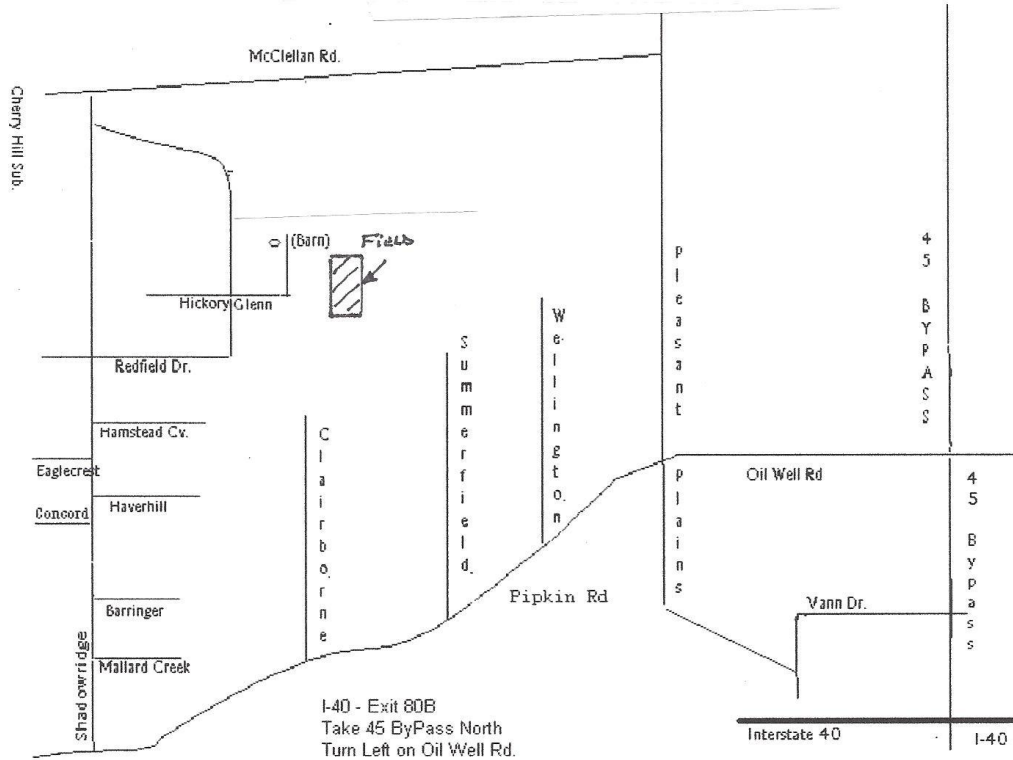 McClellan Rd.
Cherry Hill Sub.
(Barn)
Field
Hickory Glenn
Redfield Dr.
Hamstead Cv.
Eaglecrest
Haverhill
Concord
Barringer
Mallard Creek
Shadowridge
Clairborne
Summerfield
Wellington
Pleasant Plains
45 BYPASS
Oil Well Rd
45 Bypass
Pipkin Rd
Vann Dr.
I-40 - Exit 80B
Take 45 ByPass North
Turn Left on Oil Well Rd.
Interstate 40
I-40